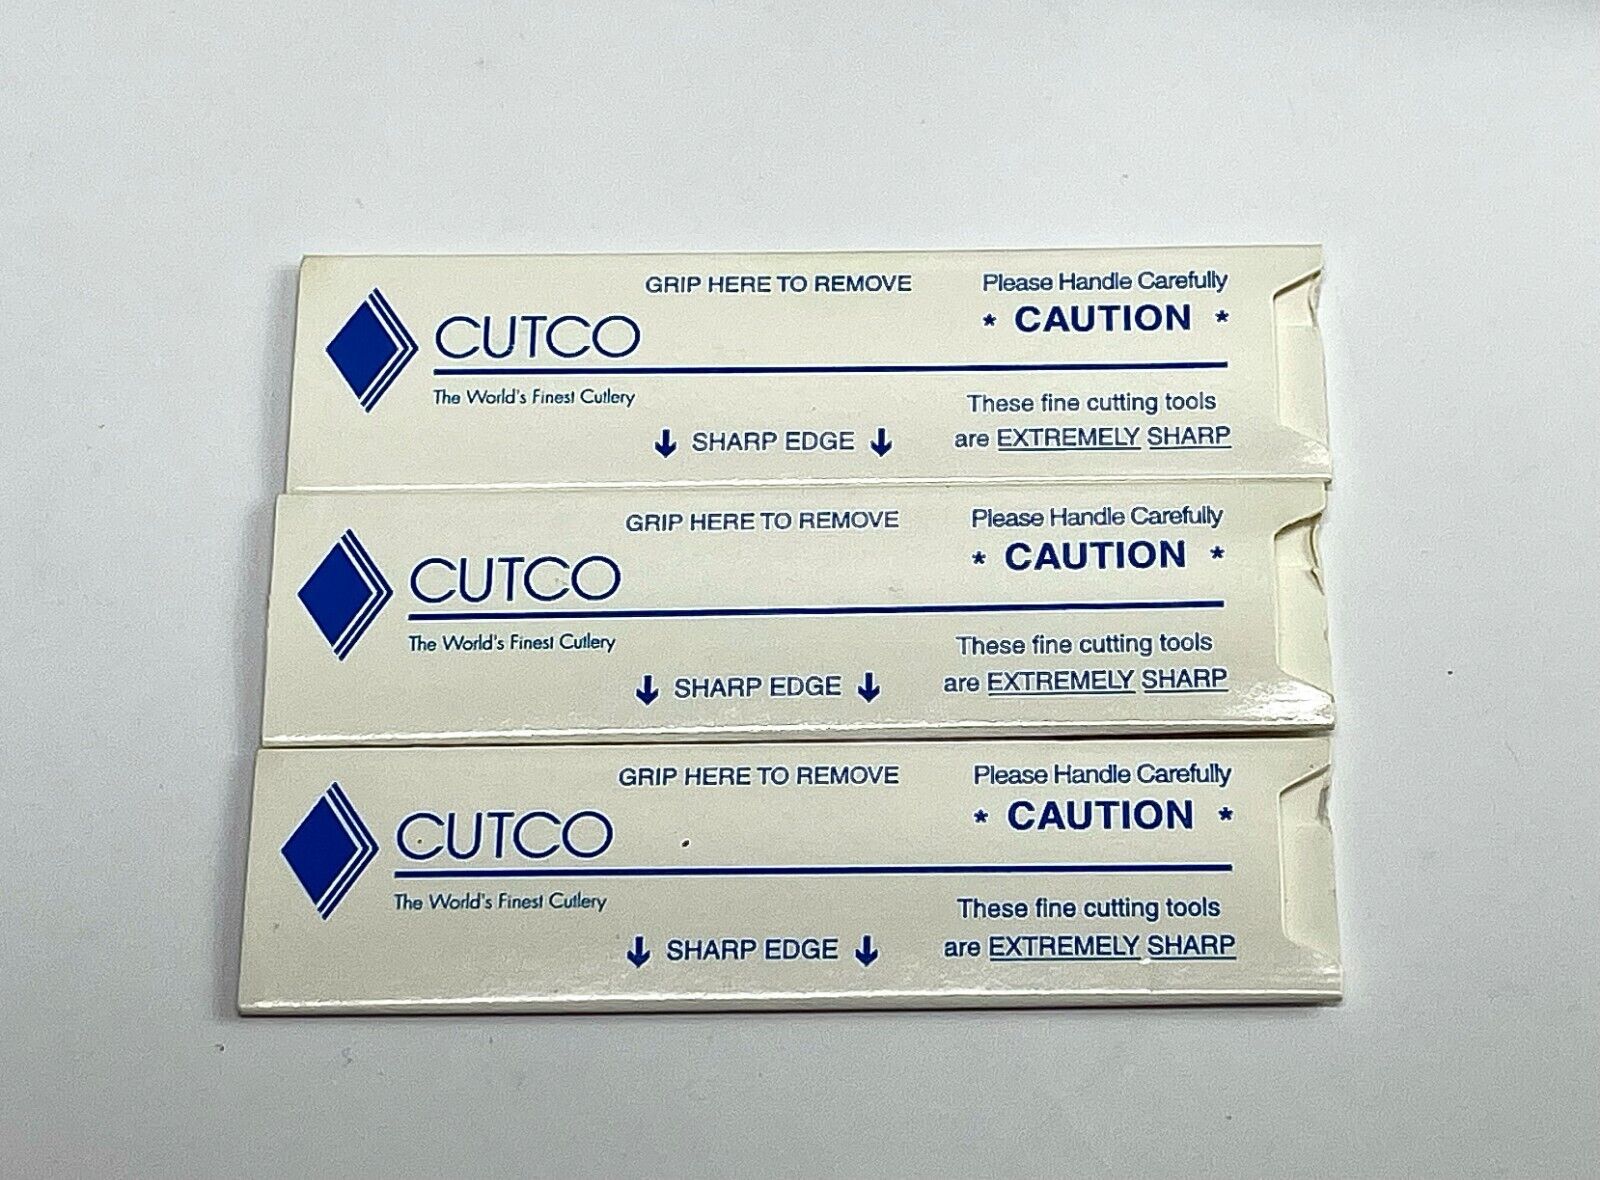 GRIP HERE TO REMOVE
Please Handle Carefully
* CAUTION *
CUTCO
The World's Finest Cutlery
These fine cutting tools
are EXTREMELY SHARP
↓ SHARP EDGE ↓
GRIP HERE TO REMOVE
Please Handle Carefully
* CAUTION *
CUTCO
The World's Finest Cutlery
These fine cutting tools
are EXTREMELY SHARP
↓ SHARP EDGE ↓
GRIP HERE TO REMOVE
Please Handle Carefully
* CAUTION *
CUTCO
The World's Finest Cutlery
These fine cutting tools
are EXTREMELY SHARP
↓ SHARP EDGE ↓